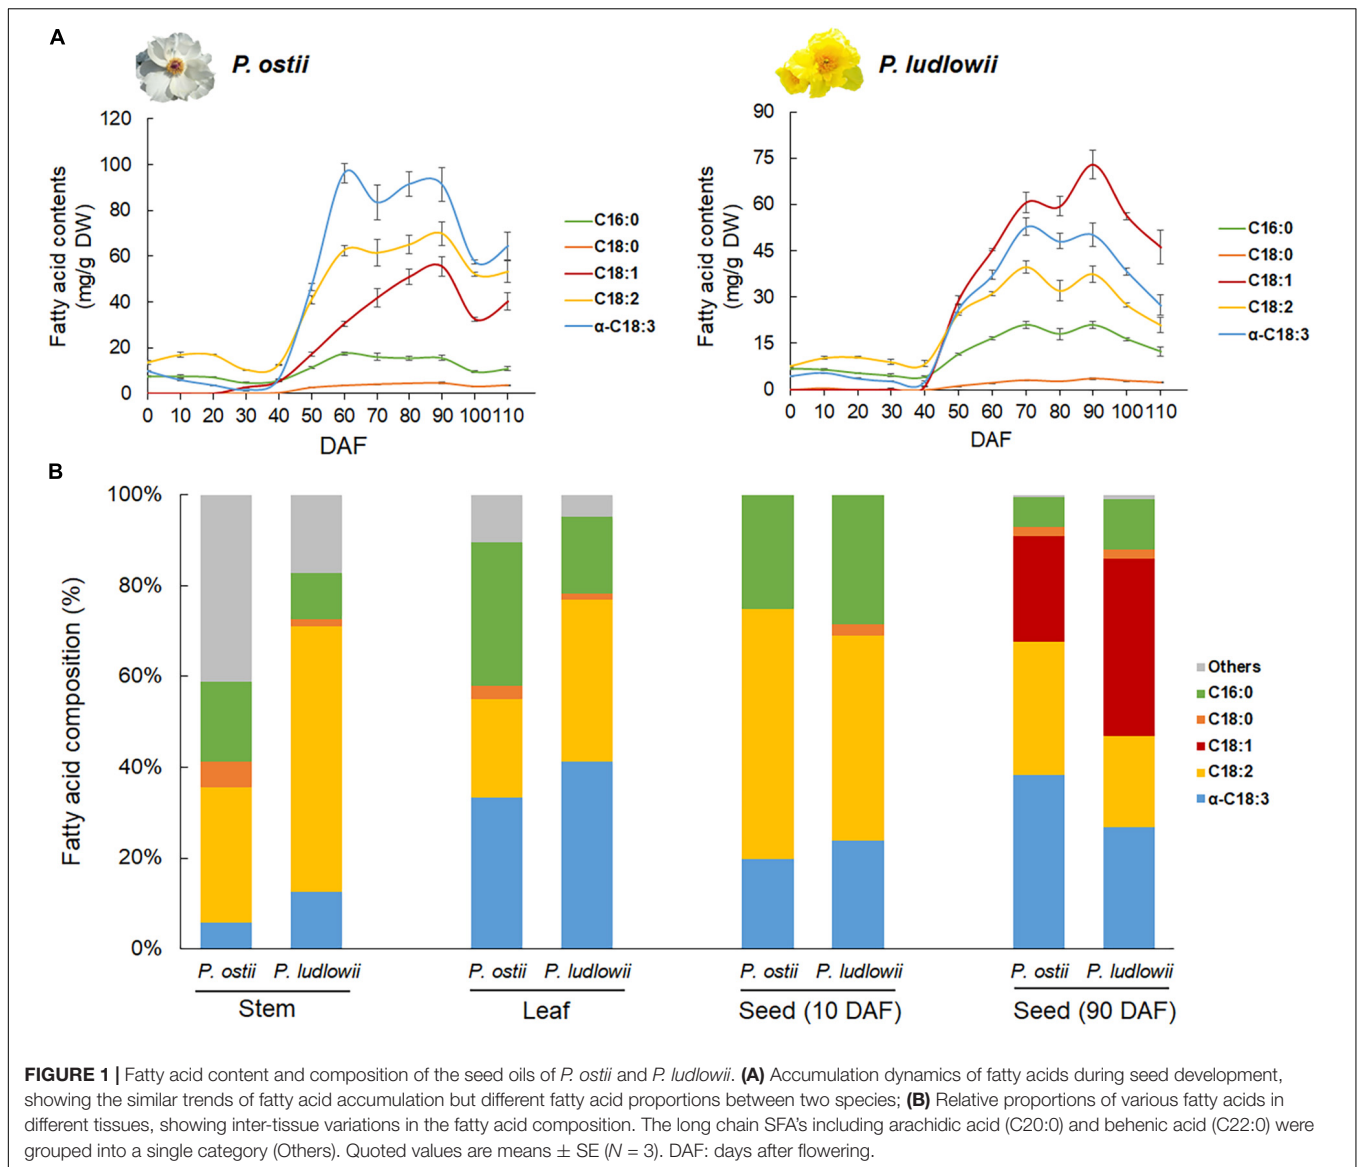 A
P. ostii
P. ludlowii
Fatty acid contents
(mg/g DW)
120
100
80
60
40
20
0
0 10 20 30 40 50 60 70 80 90 100 110
DAF
C16:0
C18:0
C18:1
C18:2
α-C18:3
Fatty acid contents
(mg/g DW)
90
75
60
45
30
15
0
0 10 20 30 40 50 60 70 80 90 100 110
DAF
C16:0
C18:0
C18:1
C18:2
α-C18:3
B
Fatty acid composition (%)
100%
80%
60%
40%
20%
0%
Others
C16:0
C18:0
C18:1
C18:2
α-C18:3
P. ostii P. ludlowii P. ostii P. ludlowii P. ostii P. ludlowii P. ostii P. ludlowii
Stem Leaf Seed (10 DAF) Seed (90 DAF)
FIGURE 1 | Fatty acid content and composition of the seed oils of P. ostii and P. ludlowii. (A) Accumulation dynamics of fatty acids during seed development,
showing the similar trends of fatty acid accumulation but different fatty acid proportions between two species; (B) Relative proportions of various fatty acids in
different tissues, showing inter-tissue variations in the fatty acid composition. The long chain SFA's including arachidic acid (C20:0) and behenic acid (C22:0) were
grouped into a single category (Others). Quoted values are means ± SE (N = 3). DAF: days after flowering.